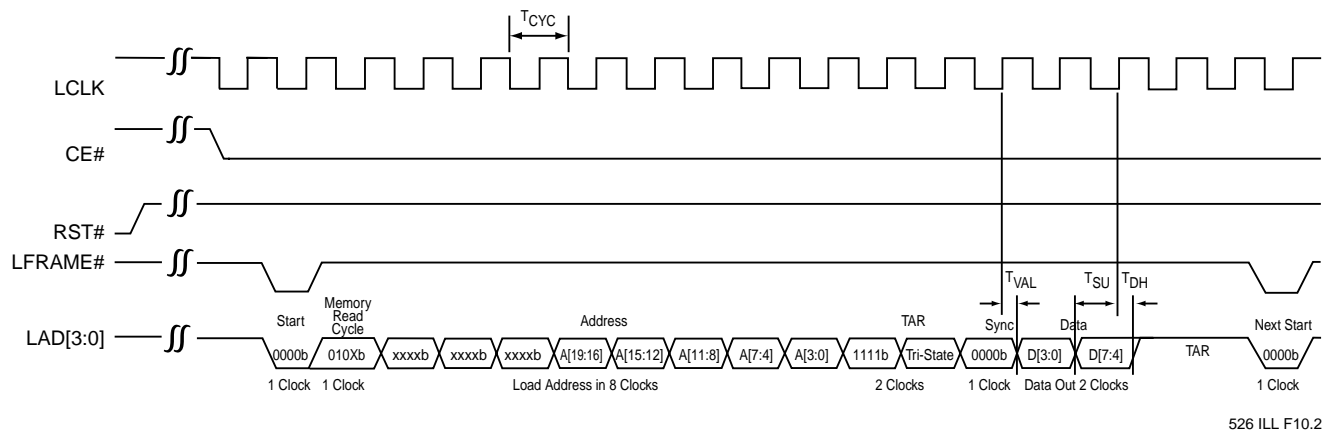 TCYC
LCLK
CE#
RST#
LFRAME#
TVAL TSU TDH
Start Memory Read Cycle Address TAR Sync Data Next Start
LAD[3:0] 0000b 010Xb xxxxb xxxxb xxxxb A[19:16] A[15:12] A[11:8] A[7:4] A[3:0] 1111b Tri-State 0000b D[3:0] D[7:4] TAR 0000b
1 Clock 1 Clock Load Address in 8 Clocks 2 Clocks 1 Clock Data Out 2 Clocks 1 Clock
526 ILL F10.2